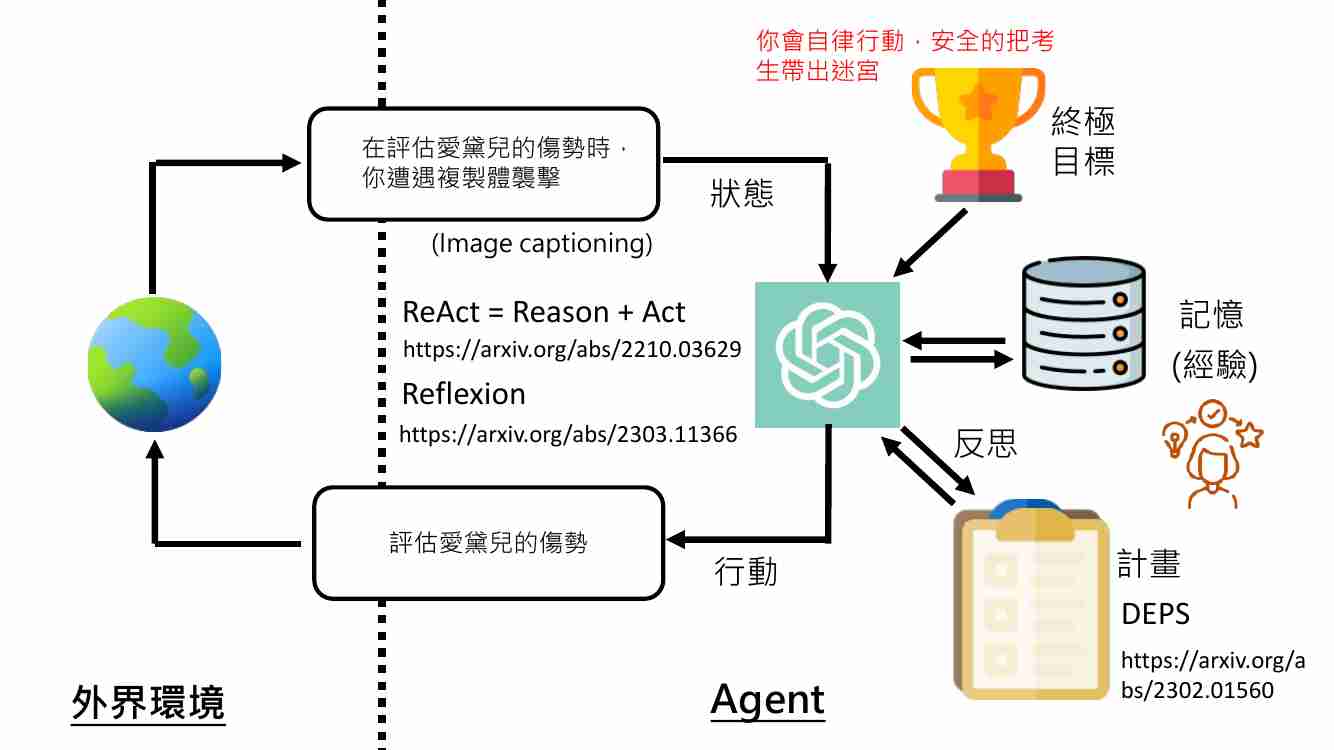 你會自律行動，安全的把考
生帶出迷宮
終極
目標
在評估愛黛兒的傷勢時，
你遭遇複製體襲擊
狀態
(Image captioning)
ReAct = Reason + Act
https://arxiv.org/abs/2210.03629
Reflexion
https://arxiv.org/abs/2303.11366
記憶
(經驗)
反思
評估愛黛兒的傷勢
行動
計畫
DEPS
https://arxiv.org/a
bs/2302.01560
外界環境
Agent